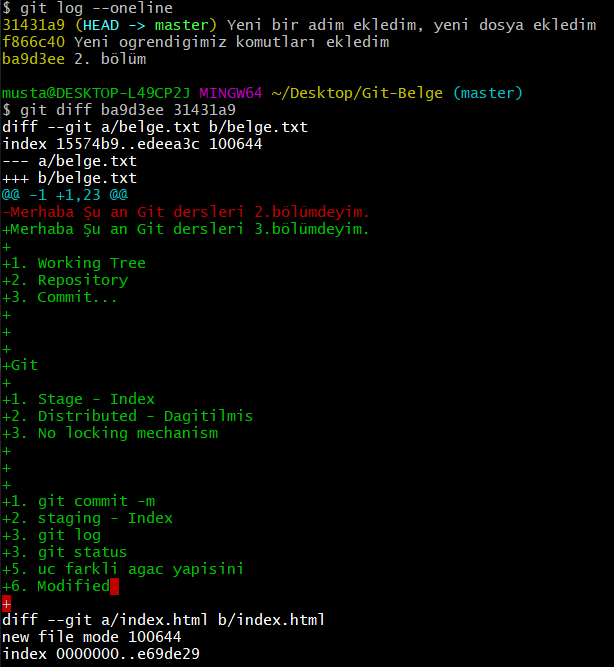 $ git log --oneline
31431a9 (HEAD -> master) Yeni bir adim ekledim, yeni dosya ekledim
f866c40 Yeni ogrendigimiz komutları ekledim
ba9d3ee 2. bölüm
musta@DESKTOP-L49CP2J MINGW64 ~/Desktop/Git-Belge (master)
$ git diff ba9d3ee 31431a9
diff --git a/belge.txt b/belge.txt
index 15574b9..edeea3c 100644
--- a/belge.txt
+++ b/belge.txt
@@ -1 +1,23 @@
-Merhaba Şu an Git dersleri 2.bölümdeyim.
+Merhaba Şu an Git dersleri 3.bölümdeyim.
+
+1. Working Tree
+2. Repository
+3. Commit...
+
+
+
+Git
+
+1. Stage - Index
+2. Distributed - Dagitilmis
+3. No locking mechanism
+
+
+
+1. git commit -m
+2. staging - Index
+3. git log
+3. git status
+5. uc farkli agac yapisini
+6. Modified
+
diff --git a/index.html b/index.html
new file mode 100644
index 0000000..e69de29